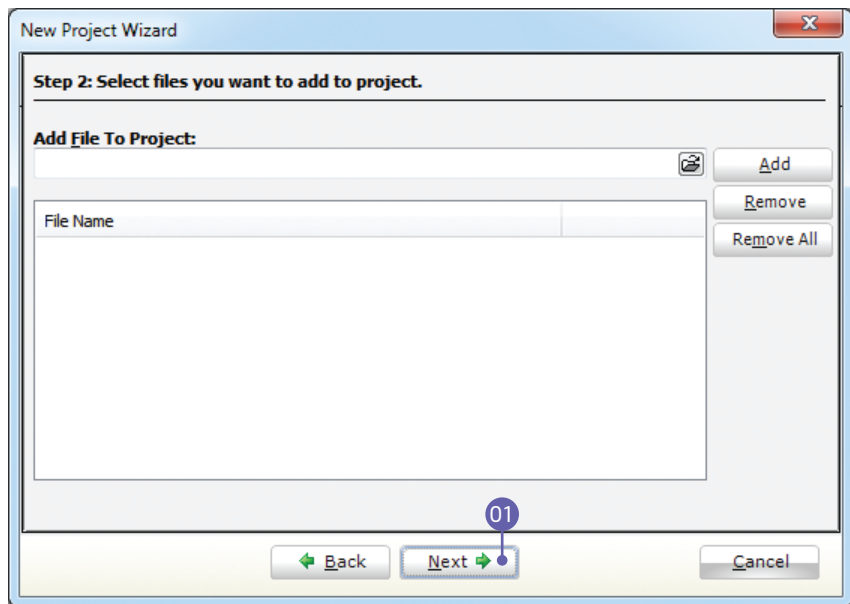 New Project Wizard
Step 2: Select files you want to add to project.
Add File To Project:
Add
Remove
File Name
Remove All
01
Back Next Cancel